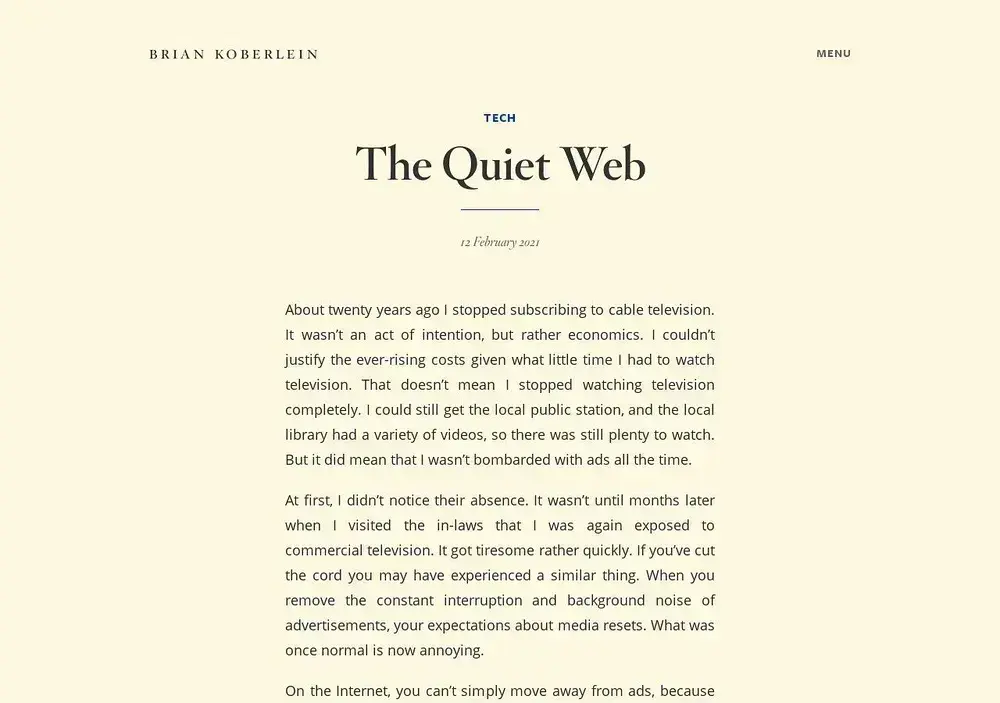 BRIAN KOBERLEIN
MENU
TECH
The Quiet Web
12 February 2021
About twenty years ago I stopped subscribing to cable television.
It wasn’t an act of intention, but rather economics. I couldn’t
justify the ever-rising costs given what little time I had to watch
television. That doesn’t mean I stopped watching television
completely. I could still get the local public station, and the local
library had a variety of videos, so there was still plenty to watch.
But it did mean that I wasn’t bombarded with ads all the time.
At first, I didn’t notice their absence. It wasn’t until months later
when I visited the in-laws that I was again exposed to
commercial television. It got tiresome rather quickly. If you’ve cut
the cord you may have experienced a similar thing. When you
remove the constant interruption and background noise of
advertisements, your expectations about media resets. What was
once normal is now annoying.
On the Internet, you can’t simply move away from ads, because